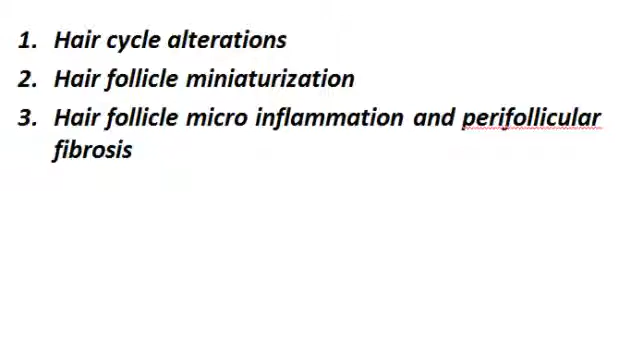 1. Hair cycle alterations
2. Hair follicle miniaturization
3. Hair follicle micro inflammation and perifollicular
fibrosis